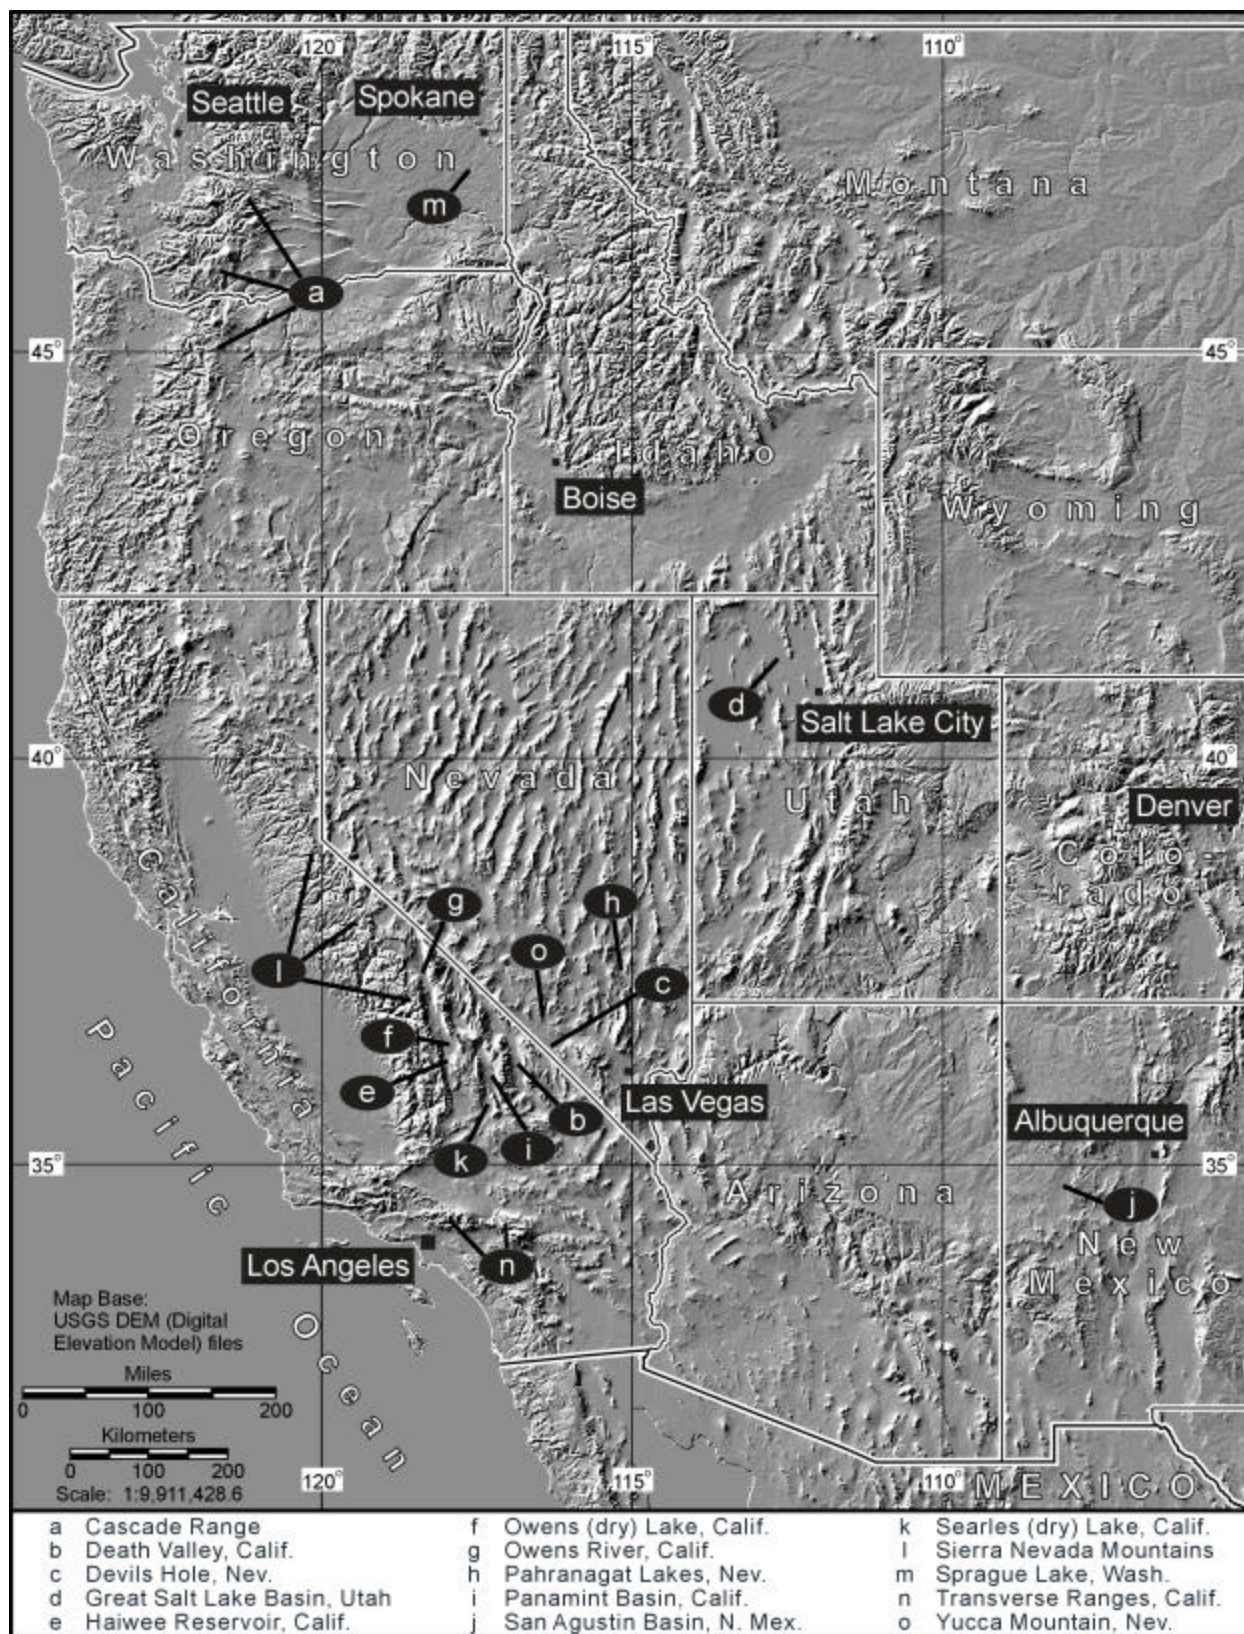 120°
115°
110°
Seattle
Spokane
Washington
Montana
m
a
45°
45°
Oregon
Idaho
Boise
Wyoming
d
Salt Lake City
40°
40°
Nevada
Utah
Denver
Colo-
rado
California
g
h
o
l
c
f
e
b
Las Vegas
i
k
Albuquerque
35°
35°
Arizona
j
New
Mexico
Pacific
Ocean
Los Angeles
n
Map Base:
USGS DEM (Digital
Elevation Model) files
Miles
0 100 200
Kilometers
0 100 200
Scale: 1:9,911,428.6
120°
115°
110°
MEXICO
a Cascade Range
b Death Valley, Calif.
c Devils Hole, Nev.
d Great Salt Lake Basin, Utah
e Haiwee Reservoir, Calif.
f Owens (dry) Lake, Calif.
g Owens River, Calif.
h Pahranagat Lakes, Nev.
i Panamint Basin, Calif.
j San Agustin Basin, N. Mex.
k Searles (dry) Lake, Calif.
l Sierra Nevada Mountains
m Sprague Lake, Wash.
n Transverse Ranges, Calif.
o Yucca Mountain, Nev.